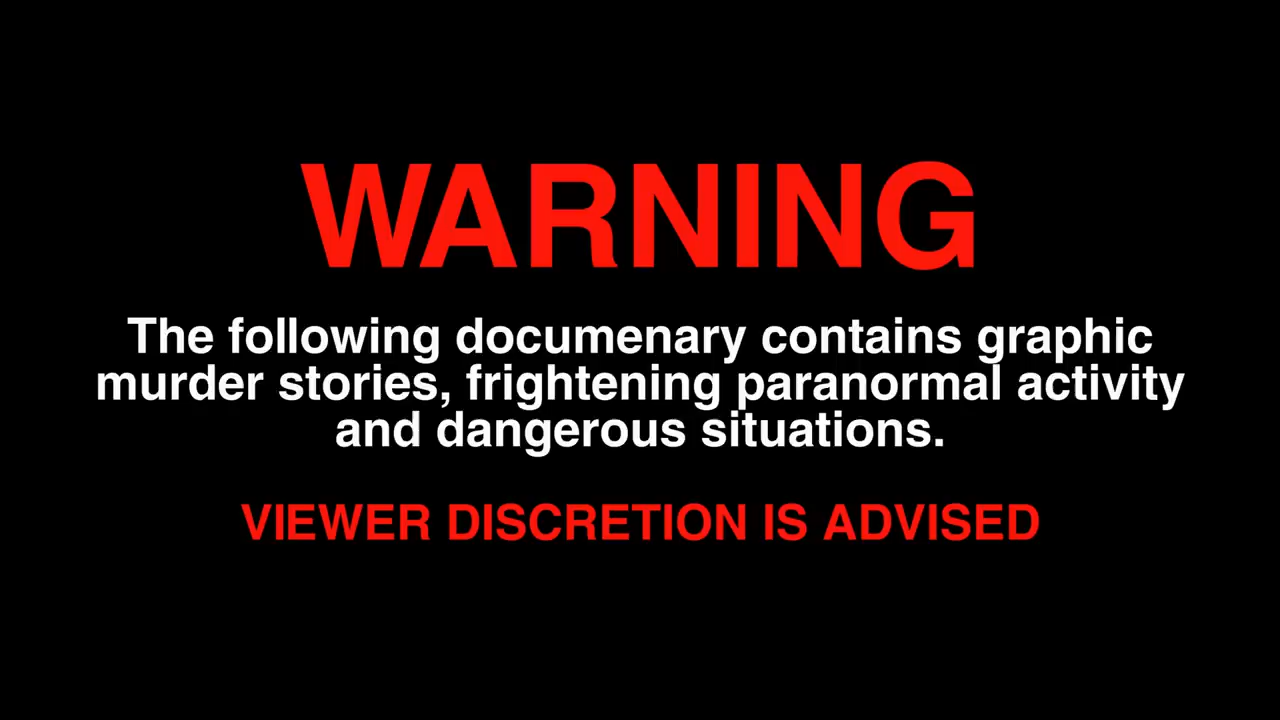 WARNING
The following documenary contains graphic
murder stories, frightening paranormal activity
and dangerous situations.
VIEWER DISCRETION IS ADVISED